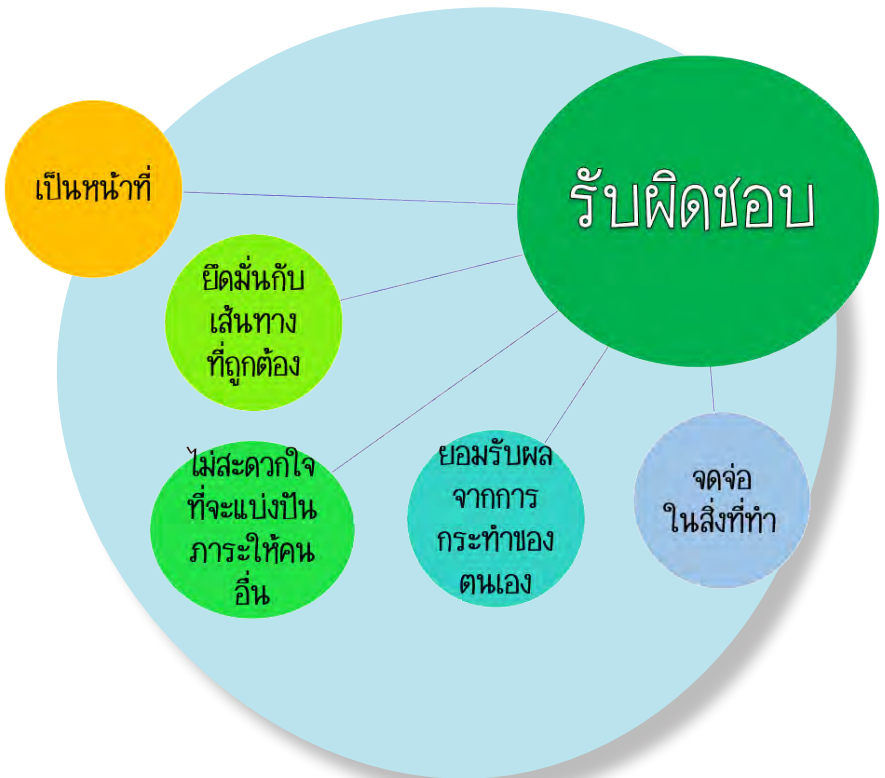 รับผิดชอบ
เป็นหน้าที่
ยึดมั่นกับ
เส้นทาง
ที่ถูกต้อง
ไม่สะดวกใจ
ที่จะแบ่งปัน
ภาระให้คน
อื่น
ยอมรับผล
จากการ
กระทำของ
ตนเอง
จดจ่อ
ในสิ่งที่ทำ